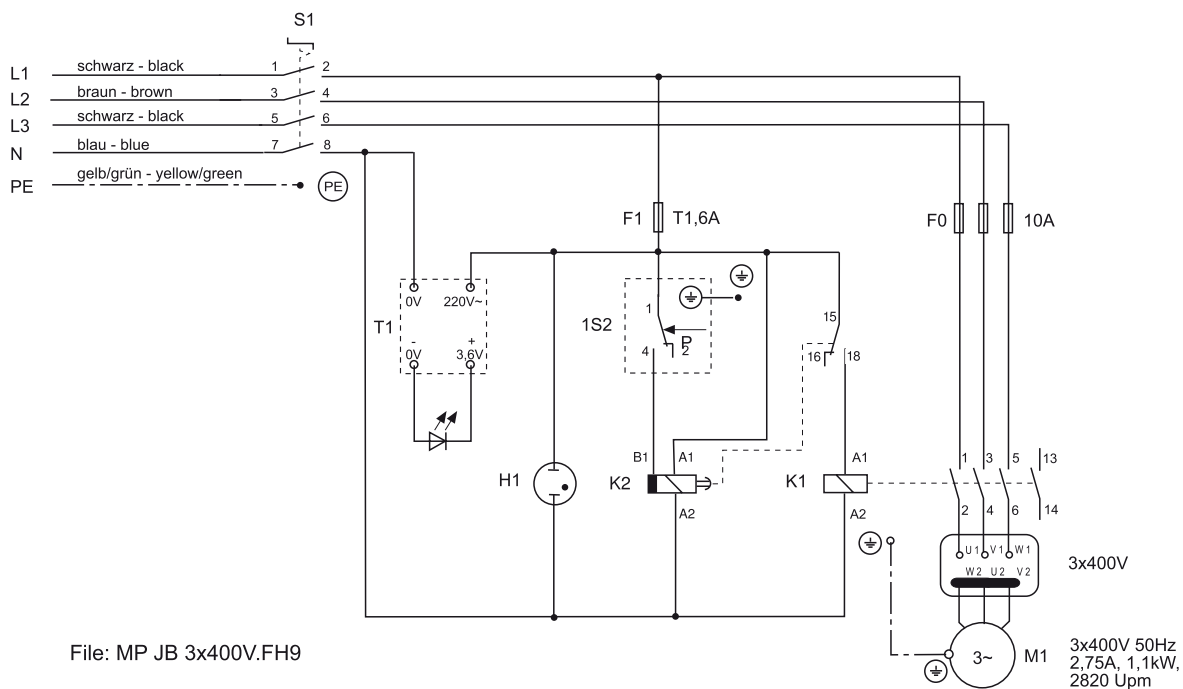 S1
L1 schwarz - black 1 2
L2 braun - brown 3 4
L3 schwarz - black 5 6
N blau - blue 7 8
PE gelb/grün - yellow/green PE
F1 T1,6A F0 10A
T1
0V 220V~
- +
0V 3,6V
1S2
1
P
4 2
15
16 18
H1
K2
B1 A1
A2
K1
A1
A2
1 3 5 13
2 4 6 14
U1 V1 W1
W2 U2 V2
3x400V
3~ M1
3x400V 50Hz
2,75A, 1,1kW,
2820 Upm
File: MP JB 3x400V.FH9